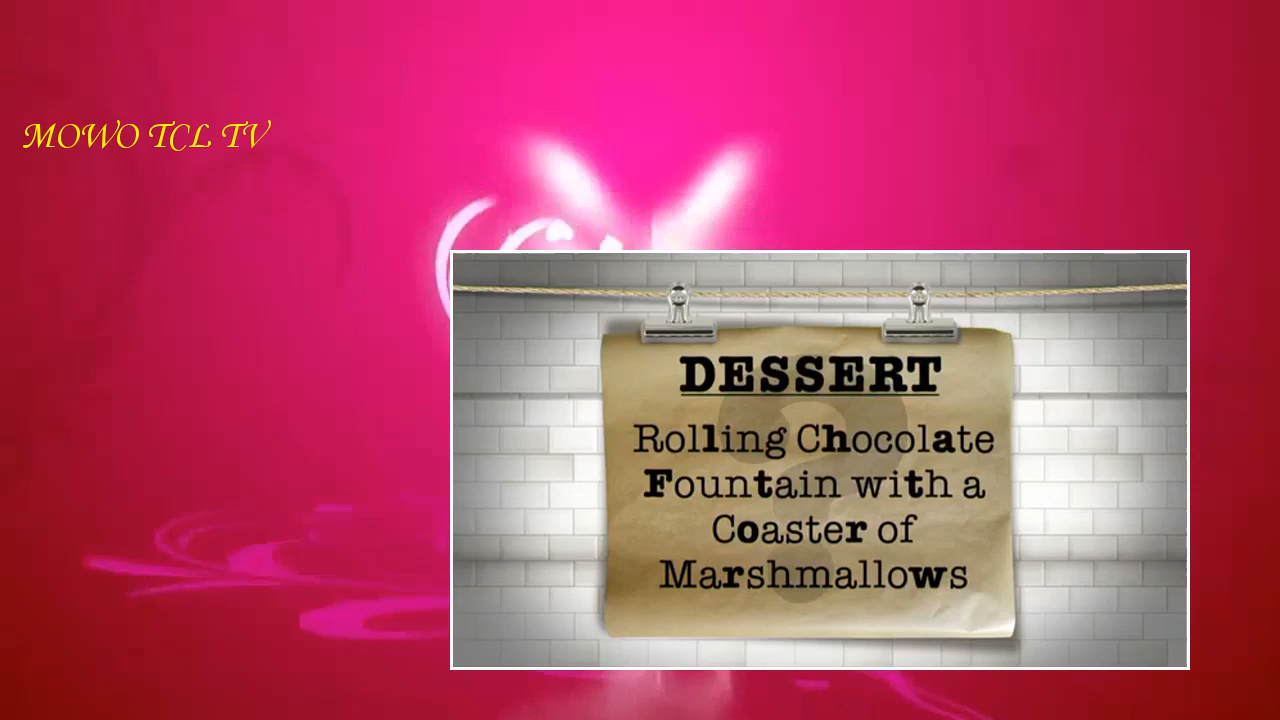 MOWO TCL TV
DESSERT
Rolling Chocolate
Fountain with a
Coaster of
Marshmallows